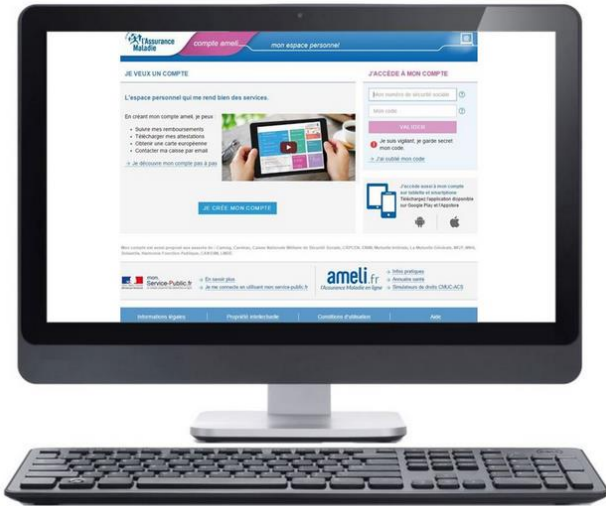 l'Assurance
Maladie
compte ameli
mon espace personnel
JE VEUX UN COMPTE
L'espace personnel qui me rend bien des services.
En créant mon compte ameli, je peux
• Suivre mes remboursements
• Télécharger mes attestations
• Obtenir une carte européenne
• Contacter ma caisse par email
» Je découvre mon compte pas à pas
JE CRÉE MON COMPTE
J'ACCÈDE À MON COMPTE
Mon numéro de sécurité sociale
Mon code
VALIDER
Je suis vigilant, je garde secret
mon code.
» J'ai oublié mon code
J'accède aussi à mon compte
sur tablette et smartphone
Téléchargez l'application disponible
sur Google Play et l'Appstore
mon.
Service-Public.fr
» En savoir plus
» Je me connecte en utilisant mon service-public.fr
ameli.fr
l'Assurance Maladie en ligne
» Infos pratiques
» Annuaire santé
» Simulateurs de droits CMUC-ACS
Informations légales
Propriété intellectuelle
Conditions d'utilisation
Aide